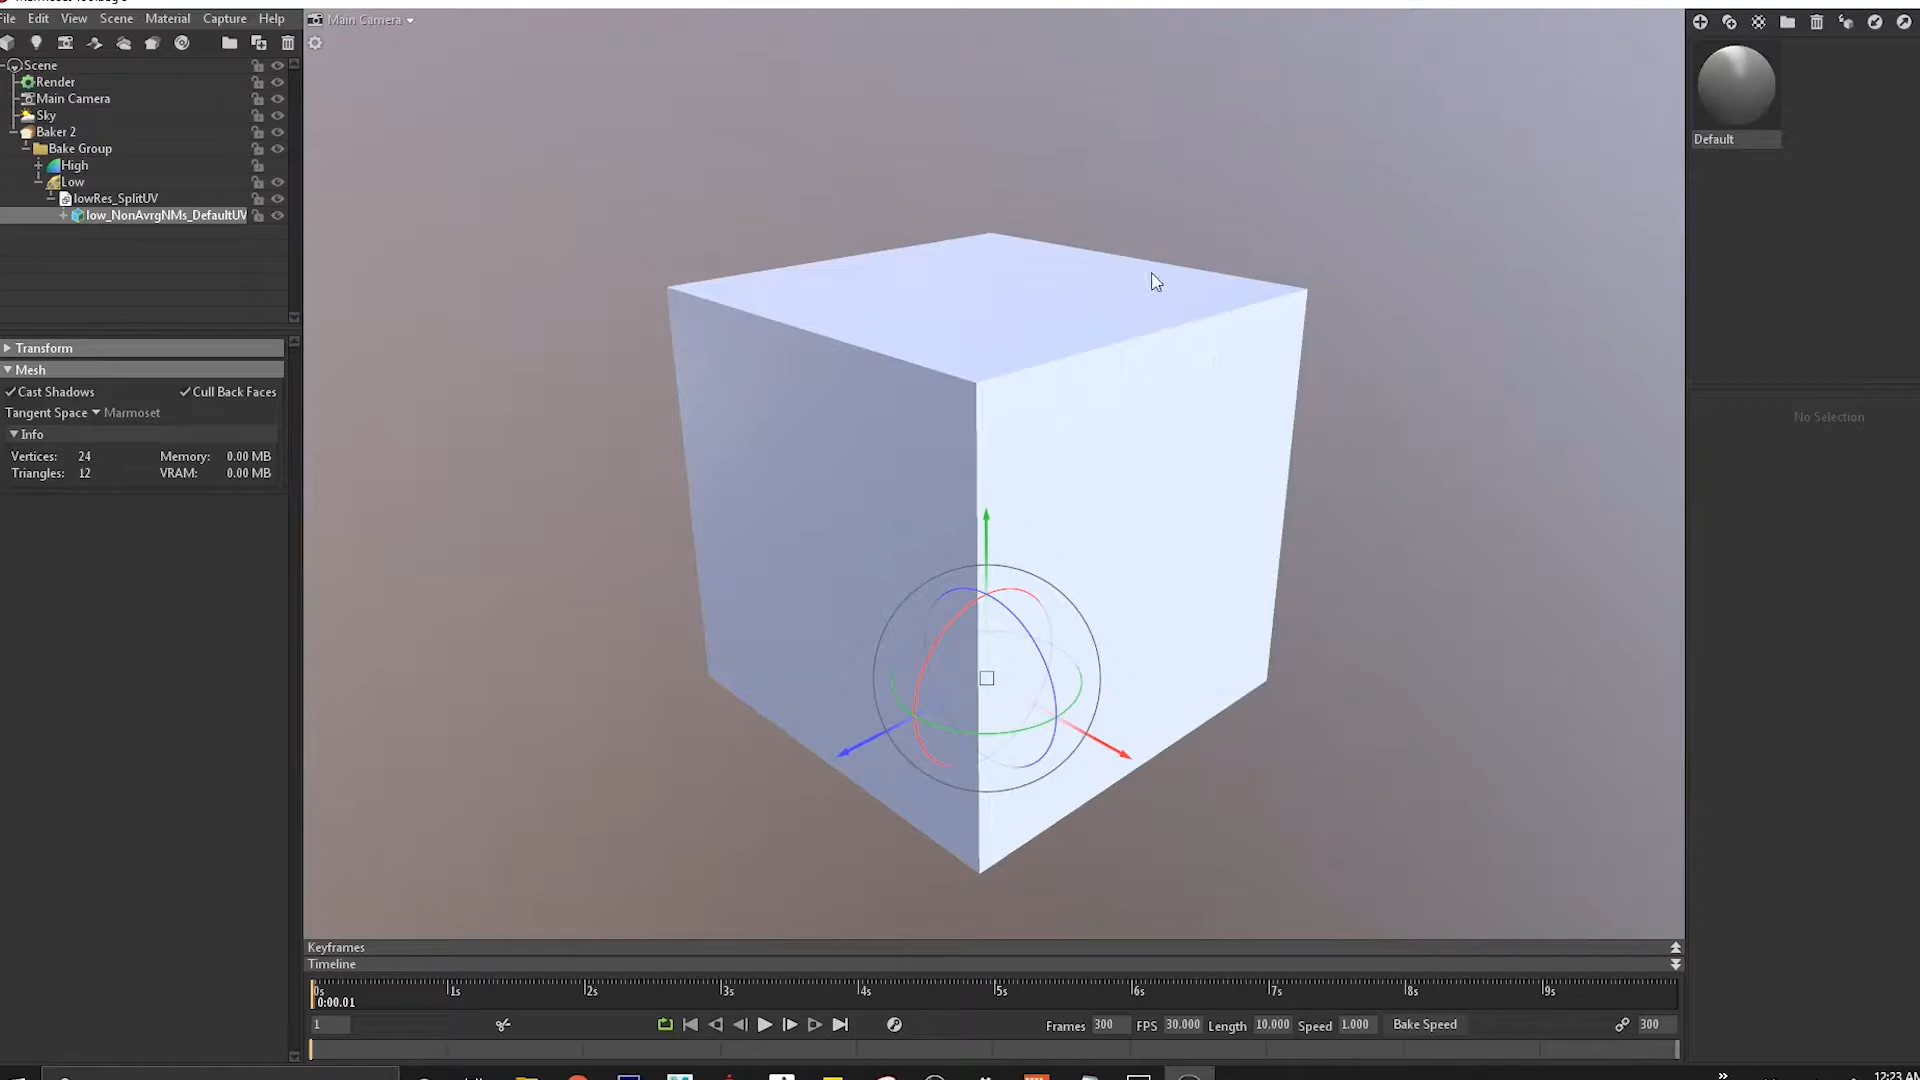 File Edit View Scene Material Capture Help
Main Camera
Scene
Render
Main Camera
Sky
Baker 2
Bake Group
High
Low
lowRes_SplitUV
low_NonAvrgNMs_DefaultUV
Default
Transform
Mesh
Cast Shadows Cull Back Faces
Tangent Space Marmoset
Info
Vertices: 24 Memory: 0.00 MB
Triangles: 12 VRAM: 0.00 MB
No Selection
Keyframes
Timeline
0s 1s 2s 3s 4s 5s 6s 7s 8s 9s
0:00.01
1 Frames 300 FPS 30.000 Length 10.000 Speed 1.000 Bake Speed 300
12:23 AM